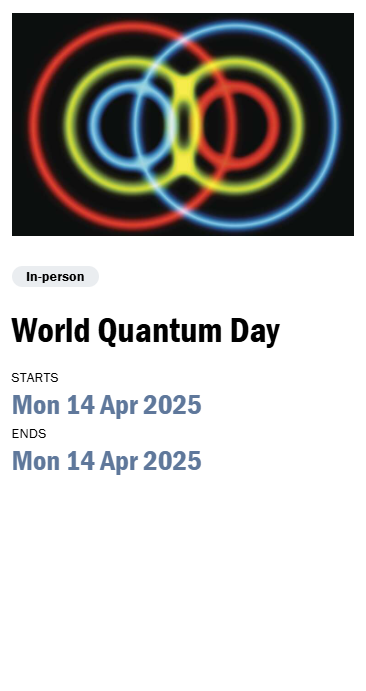 In-person
World Quantum Day
STARTS
Mon 14 Apr 2025
ENDS
Mon 14 Apr 2025